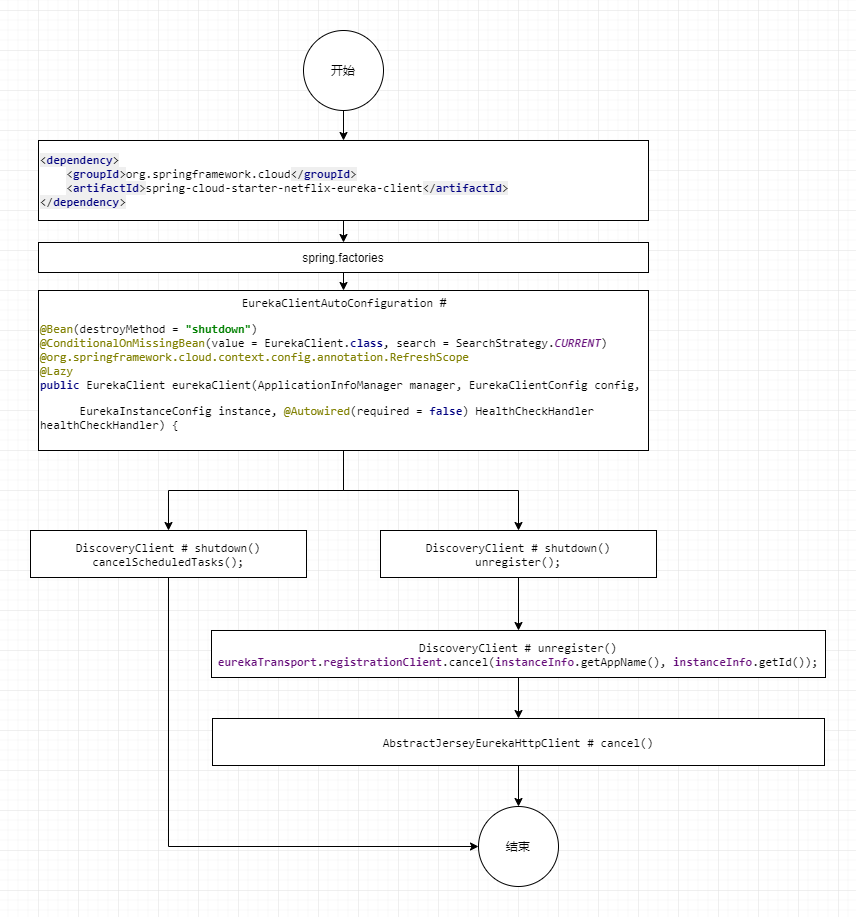 开始
<dependency>
    <groupId>org.springframework.cloud</groupId>
    <artifactId>spring-cloud-starter-netflix-eureka-client</artifactId>
</dependency>
spring.factories
EurekaClientAutoConfiguration #
@Bean(destroyMethod = "shutdown")
@ConditionalOnMissingBean(value = EurekaClient.class, search = SearchStrategy.CURRENT)
@org.springframework.cloud.context.config.annotation.RefreshScope
@Lazy
public EurekaClient eurekaClient(ApplicationInfoManager manager, EurekaClientConfig config,
      EurekaInstanceConfig instance, @Autowired(required = false) HealthCheckHandler
healthCheckHandler) {
DiscoveryClient # shutdown()
cancelScheduledTasks();
DiscoveryClient # shutdown()
unregister();
DiscoveryClient # unregister()
eurekaTransport.registrationClient.cancel(instanceInfo.getAppName(), instanceInfo.getId());
AbstractJerseyEurekaHttpClient # cancel()
结束